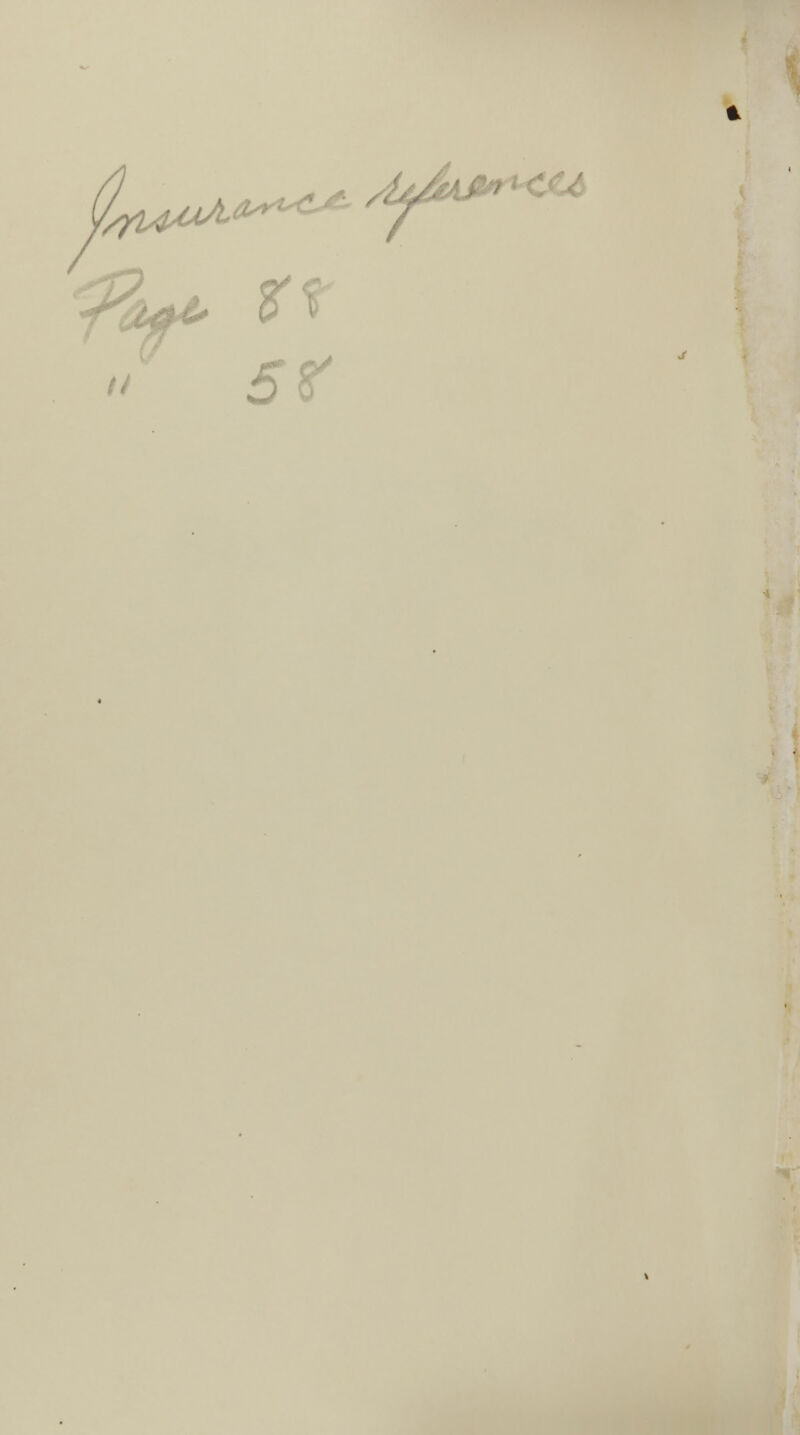 Insurance references
Page 88
" 58